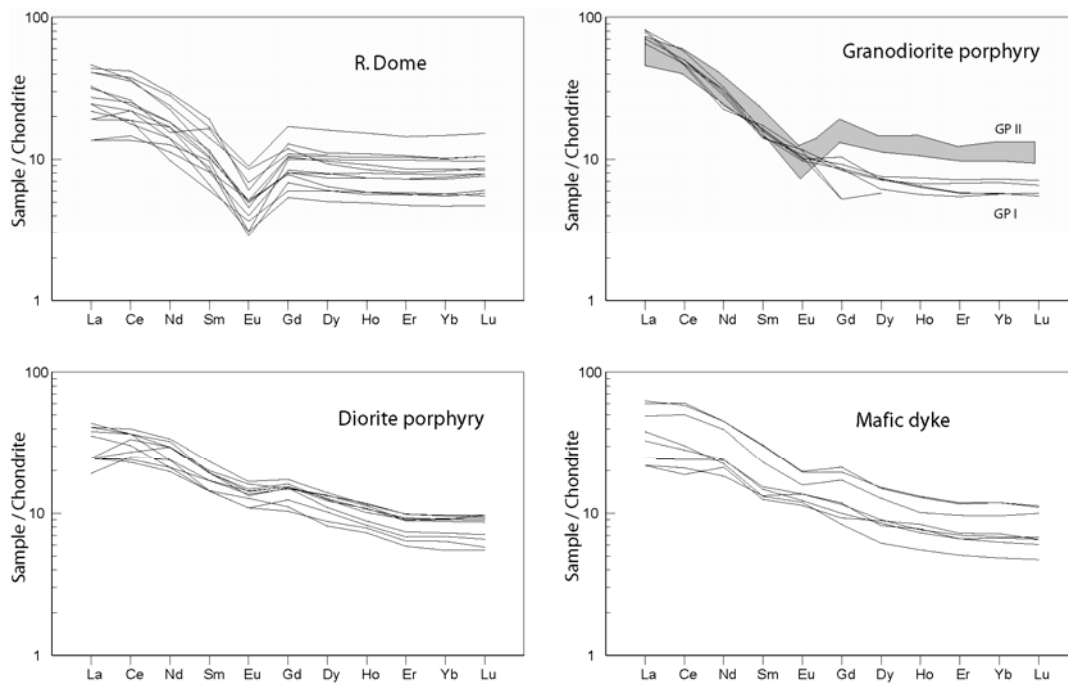 R. Dome
Sample / Chondrite
100
10
1
La Ce Nd Sm Eu Gd Dy Ho Er Yb Lu
Granodiorite porphyry
GP II
GP I
Sample / Chondrite
100
10
1
La Ce Nd Sm Eu Gd Dy Ho Er Yb Lu
Diorite porphyry
Sample / Chondrite
100
10
1
La Ce Nd Sm Eu Gd Dy Ho Er Yb Lu
Mafic dyke
Sample / Chondrite
100
10
1
La Ce Nd Sm Eu Gd Dy Ho Er Yb Lu